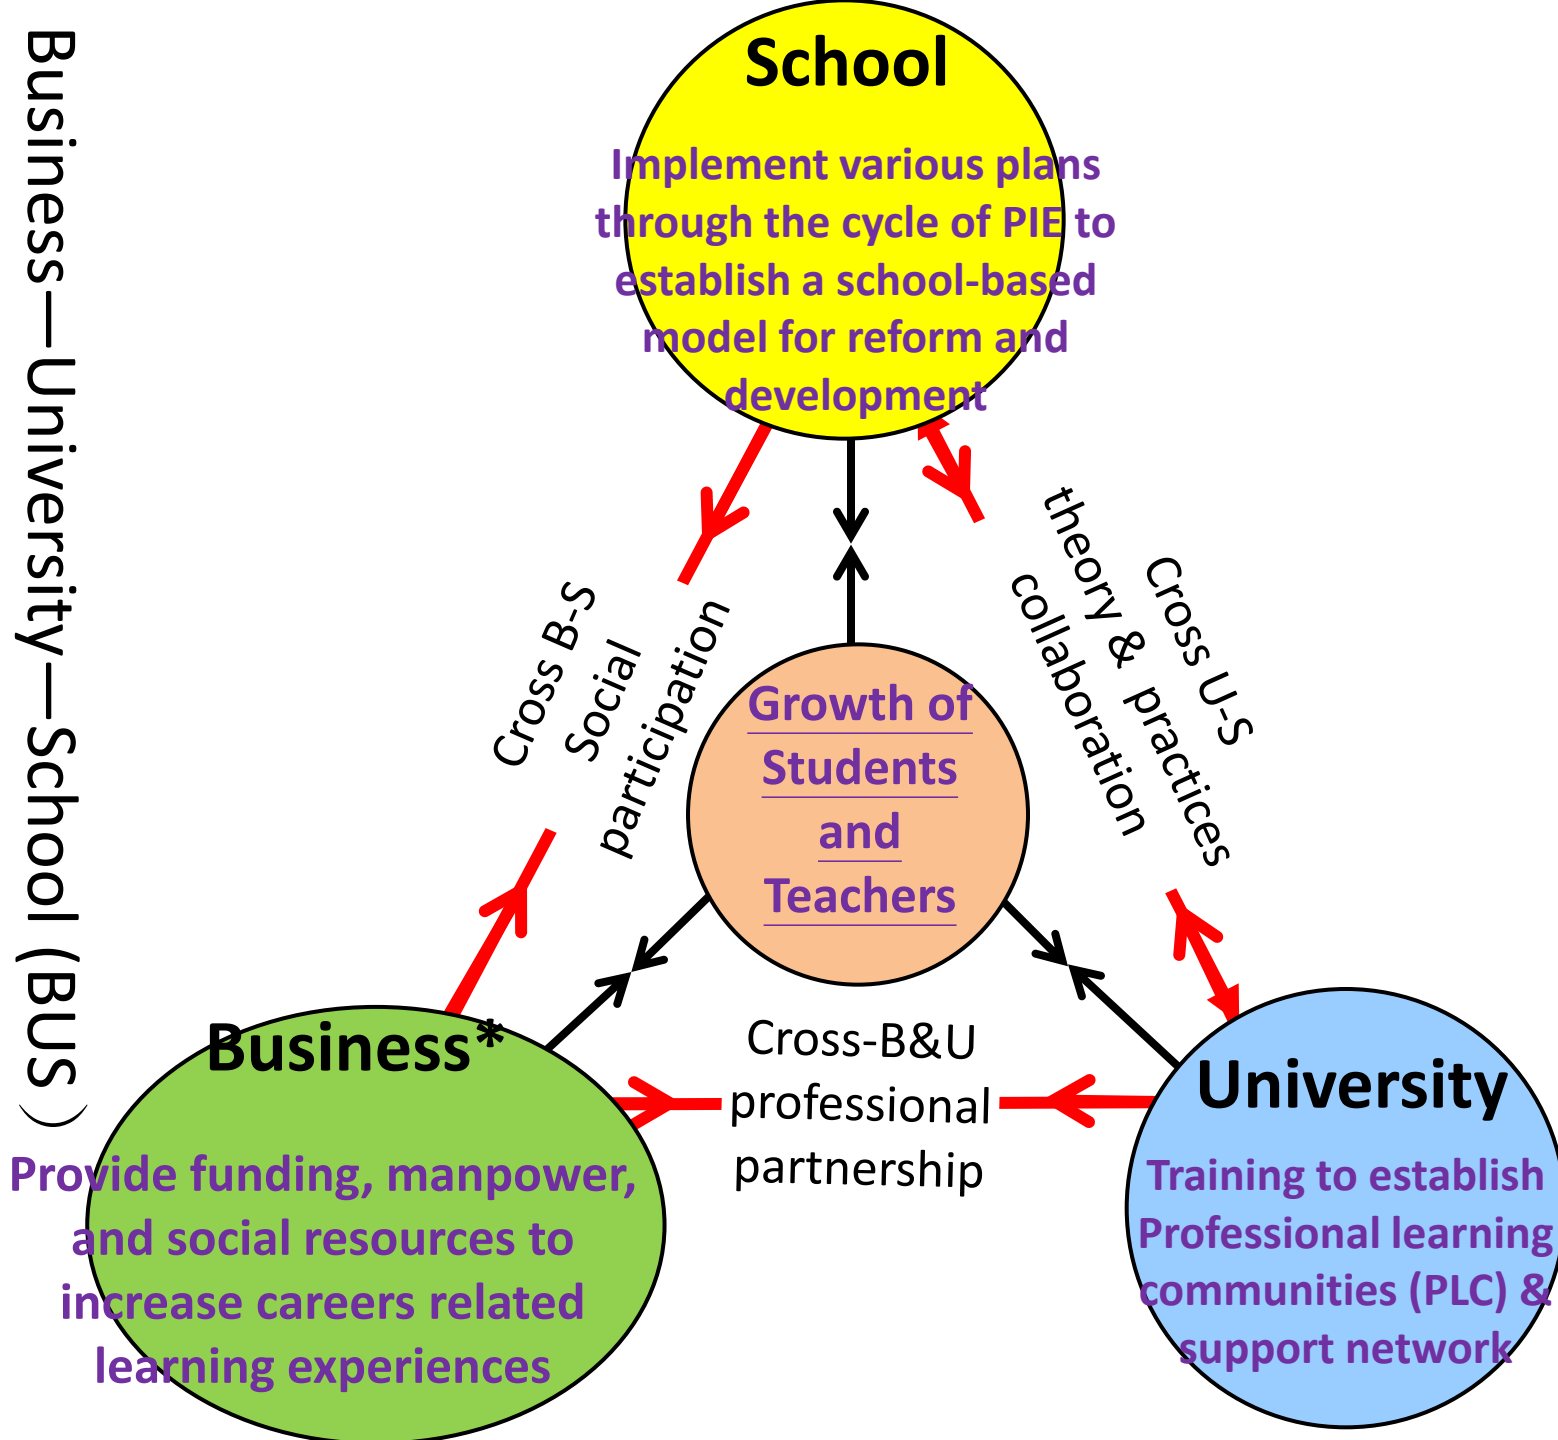 Business—University—School (BUS）
School
Implement various plans
through the cycle of PIE to
establish a school-based
model for reform and
development
Cross B-S
Social
participation
Cross U-S
theory & practices
collaboration
Growth of
Students
and
Teachers
Business*
Provide funding, manpower,
and social resources to
increase careers related
learning experiences
Cross-B&U
professional
partnership
University
Training to establish
Professional learning
communities (PLC) &
support network